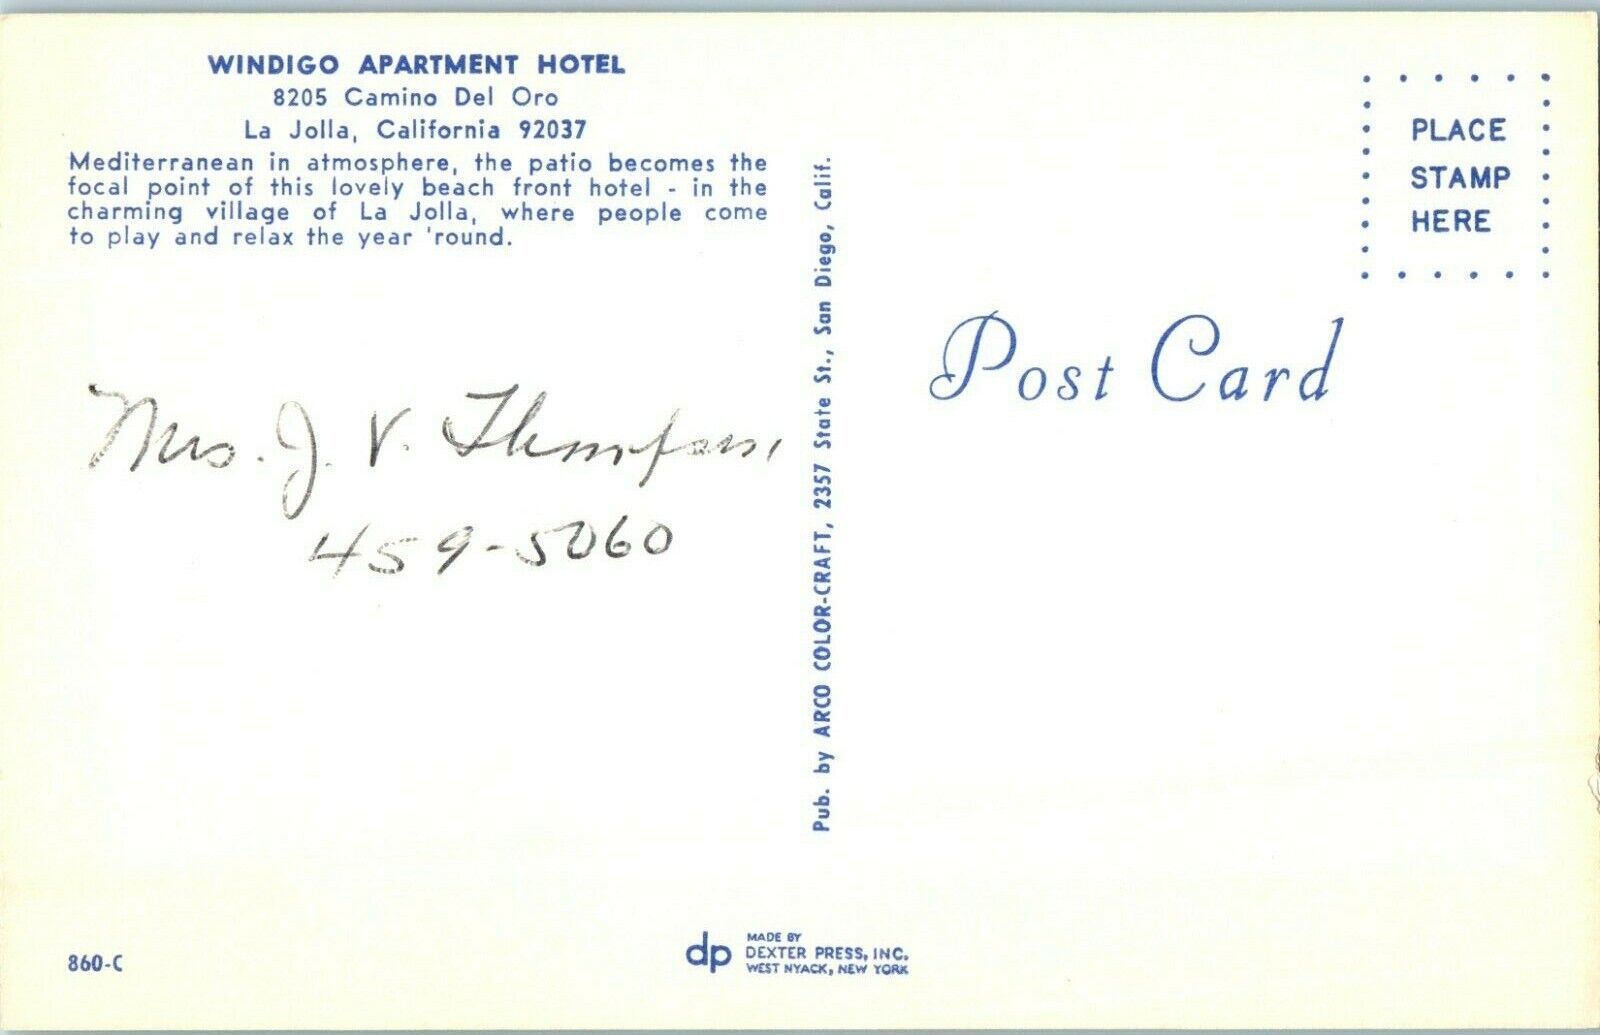 WINDIGO APARTMENT HOTEL
8205 Camino Del Oro
La Jolla, California 92037
Mediterranean in atmosphere, the patio becomes the
focal point of this lovely beach front hotel - in the
charming village of La Jolla, where people come
to play and relax the year 'round.
Mrs. J. V. Thompson,
459-5060
860-C
Pub. by ARCO COLOR-CRAFT, 2357 State St., San Diego, Calif.
dp
MADE BY
DEXTER PRESS, INC.
WEST NYACK, NEW YORK
PLACE
STAMP
HERE
Post Card